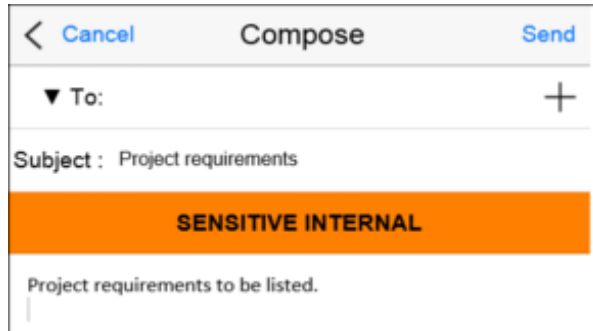 Cancel Compose Send
▼ To: +
Subject : Project requirements
SENSITIVE INTERNAL
Project requirements to be listed.